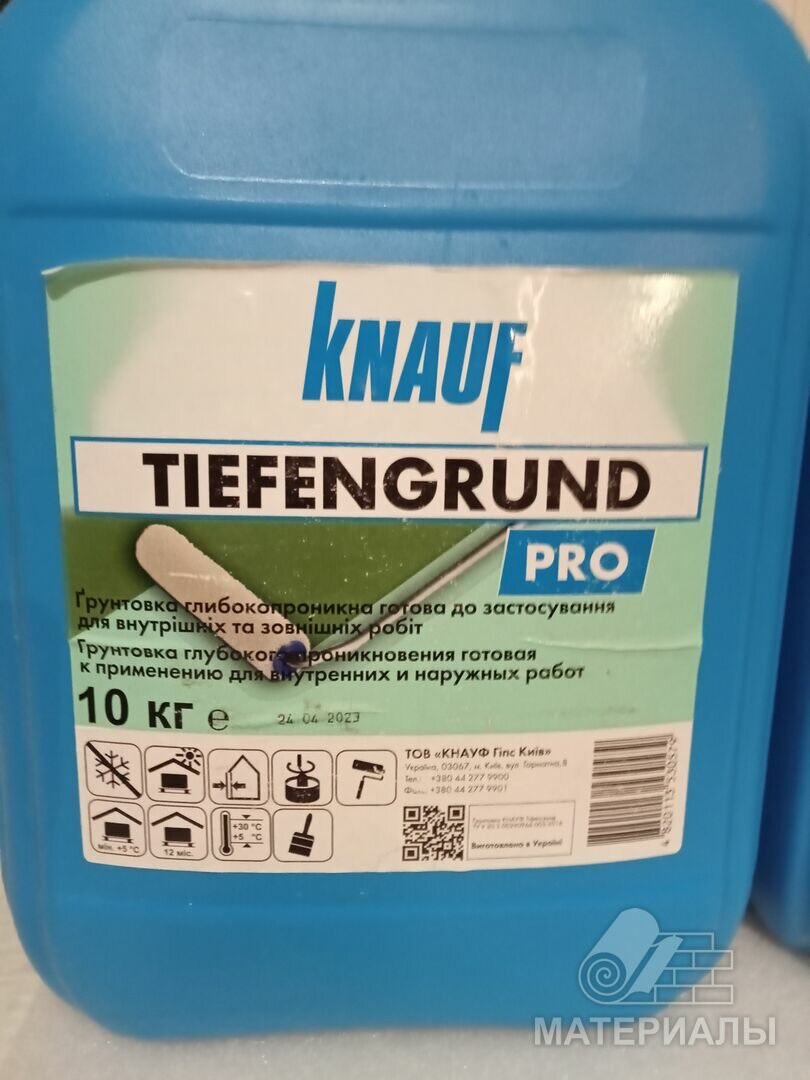 KNAUF
TIEFENGRUND
PRO
Ґрунтовка глибокопроникна готова до застосування
для внутрішніх та зовнішніх робіт
Грунтовка глубокого проникновения готовая
к применению для внутренних и наружных работ
10 кг e
24 04 2023
мін. +5 °C
12 міс.
+30 °C
+5 °C
ТОВ «КНАУФ Гіпс Київ»
Україна, 03067, м. Київ, вул. Гарматна, 8
Тел.: +380 44 277 9900
Факс: +380 44 277 9901
Виготовлено в Україні
МАТЕРИАЛЫ